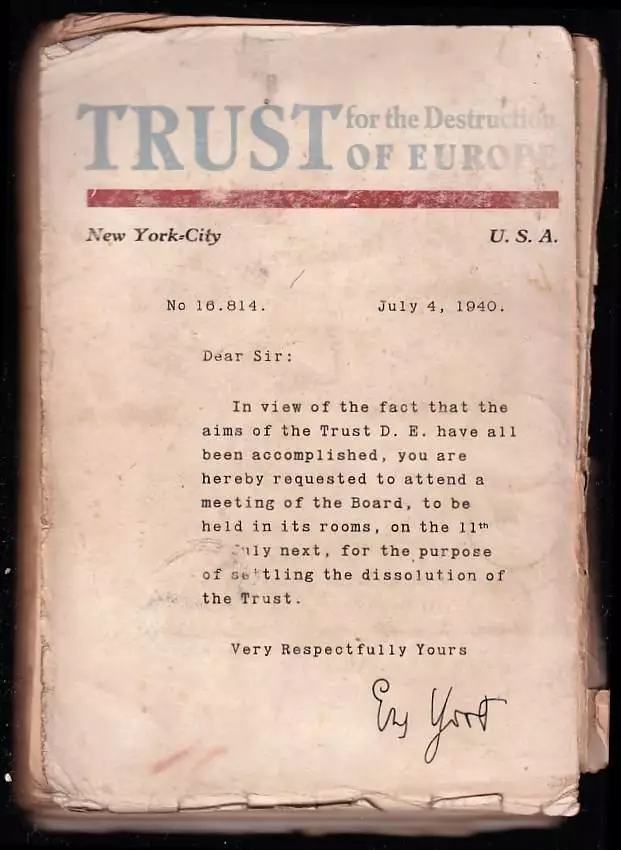 TRUST for the Destruction
OF EUROPE
New York=City U. S. A.
No 16.814. July 4, 1940.
Dear Sir:
In view of the fact that the
aims of the Trust D. E. have all
been accomplished, you are
hereby requested to attend a
meeting of the Board, to be
held in its rooms, on the 11th
July next, for the purpose
of settling the dissolution of
the Trust.
Very Respectfully Yours